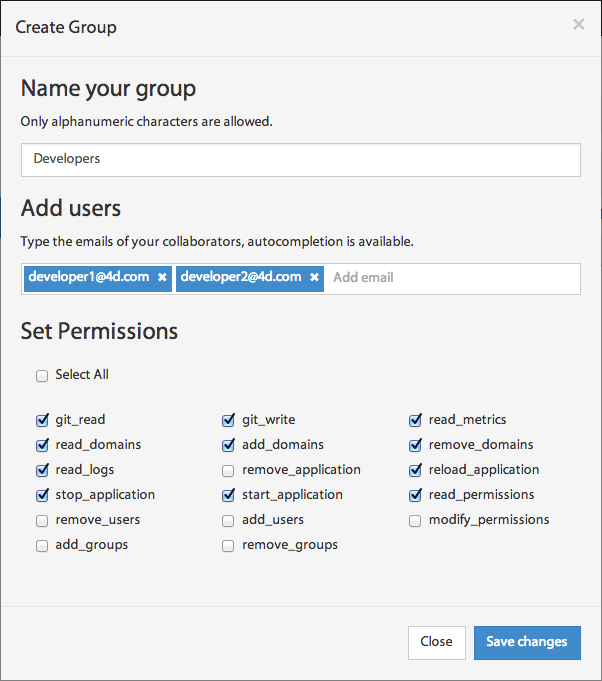 Create Group ×
Name your group
Only alphanumeric characters are allowed.
Developers
Add users
Type the emails of your collaborators, autocompletion is available.
developer1@4d.com ✖ developer2@4d.com ✖ Add email
Set Permissions
Select All
git_read git_write read_metrics
read_domains add_domains remove_domains
read_logs remove_application reload_application
stop_application start_application read_permissions
remove_users add_users modify_permissions
add_groups remove_groups
Close Save changes